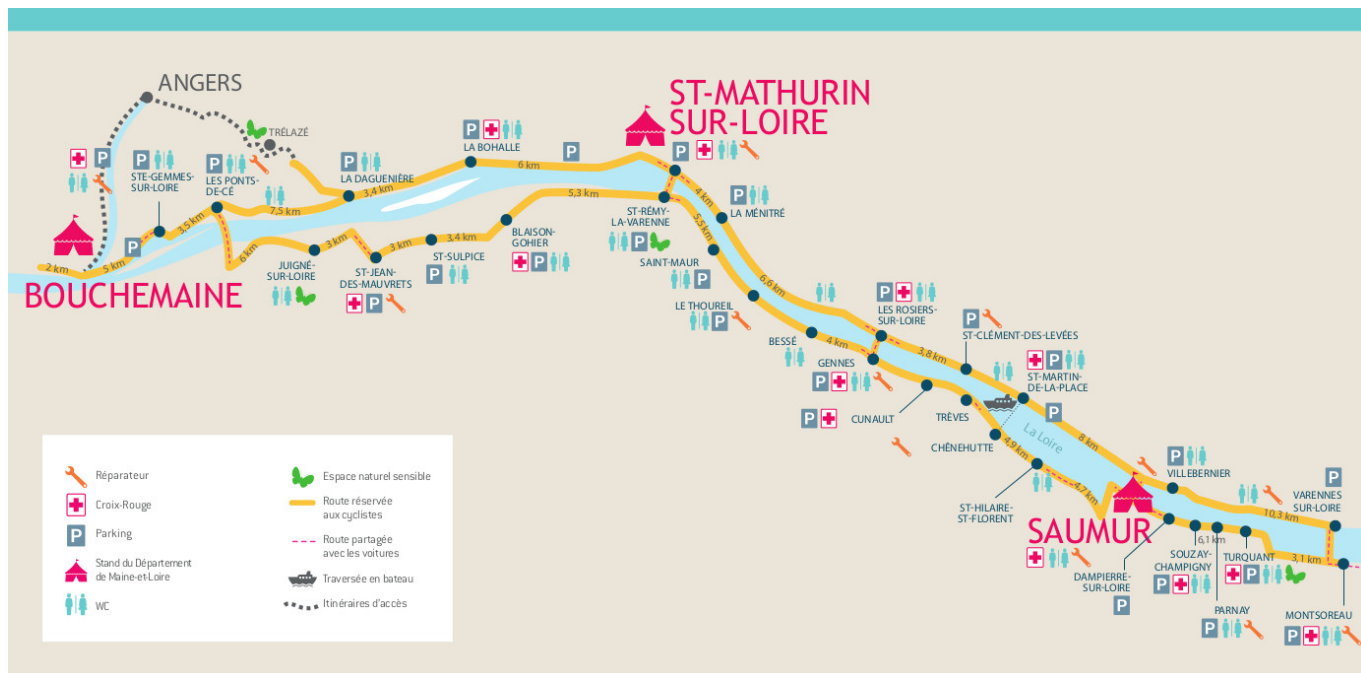 ANGERS
TRÉLAZÉ
P
P
STE-GEMMES-
SUR-LOIRE
P
LES PONTS-
DE-CÉ
P
LA DAGUENIÈRE
P
LA BOHALLE
P
ST-MATHURIN
SUR-LOIRE
P
2 km
5 km
P
3,5 km
7,5 km
3,4 km
6 km
4 km
BOUCHEMAINE
6 km
JUIGNÉ-
SUR-LOIRE
3 km
ST-JEAN-
DES-MAUVRETS
P
3 km
ST-SULPICE
P
3,4 km
BLAISON-
GOHIER
P
5,3 km
ST-RÉMY-
LA-VARENNE
P
5,5 km
P
LA MÉNITRÉ
SAINT-MAUR
P
LE THOUREIL
P
6,6 km
BESSÉ
4 km
P
LES ROSIERS-
SUR-LOIRE
GENNES
P
3,8 km
P
ST-CLÉMENT-DES-LEVÉES
P
ST-MARTIN-
DE-LA-PLACE
P
P
CUNAULT
TRÈVES
CHÊNEHUTTE
La Loire
4,9 km
8 km
ST-HILAIRE-
ST-FLORENT
4,7 km
SAUMUR
P
VILLEBERNIER
10,3 km
P
VARENNES
SUR-LOIRE
DAMPIERRE-
SUR-LOIRE
P
SOUZAY-
CHAMPIGNY
P
6,1 km
PARNAY
P
TURQUANT
P
3,1 km
MONTSOREAU
P
Réparateur
Croix-Rouge
P
Parking
Stand du Département
de Maine-et-Loire
WC
Espace naturel sensible
Route réservée
aux cyclistes
Route partagée
avec les voitures
Traversée en bateau
Itinéraires d'accès